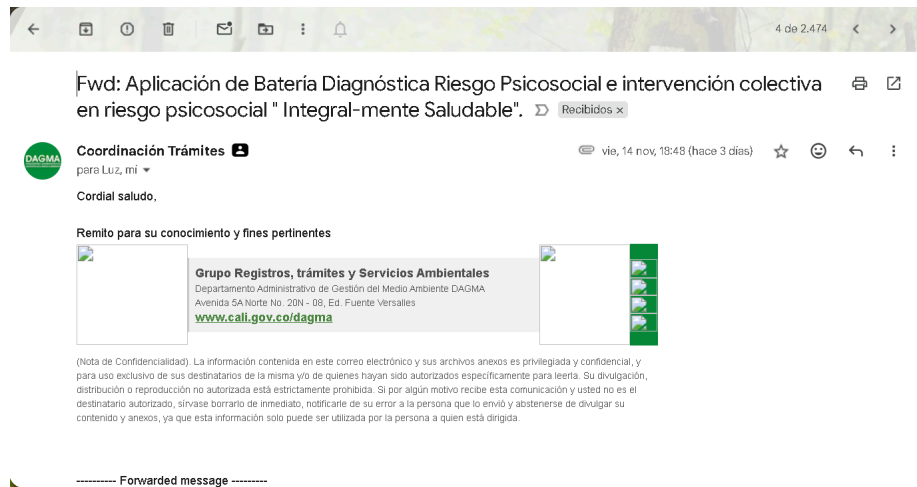 4 de 2.474
Fwd: Aplicación de Batería Diagnóstica Riesgo Psicosocial e intervención colectiva
en riesgo psicosocial " Integral-mente Saludable".
Recibidos ×
DAGMA
Coordinación Trámites
vie, 14 nov, 18:48 (hace 3 días)
para Luz, mí
Cordial saludo,
Remito para su conocimiento y fines pertinentes
Grupo Registros, trámites y Servicios Ambientales
Departamento Administrativo de Gestión del Medio Ambiente DAGMA
Avenida 5A Norte No. 20N - 08, Ed. Fuente Versalles
www.cali.gov.co/dagma
(Nota de Confidencialidad). La información contenida en este correo electrónico y sus archivos anexos es privilegiada y confidencial, y
para uso exclusivo de sus destinatarios de la misma y/o de quienes hayan sido autorizados específicamente para leerla. Su divulgación,
distribución o reproducción no autorizada está estrictamente prohibida. Si por algún motivo recibe esta comunicación y usted no es el
destinatario autorizado, sírvase borrarlo de inmediato, notificarle de su error a la persona que lo envió y abstenerse de divulgar su
contenido y anexos, ya que esta información solo puede ser utilizada por la persona a quien está dirigida.
---------- Forwarded message ---------